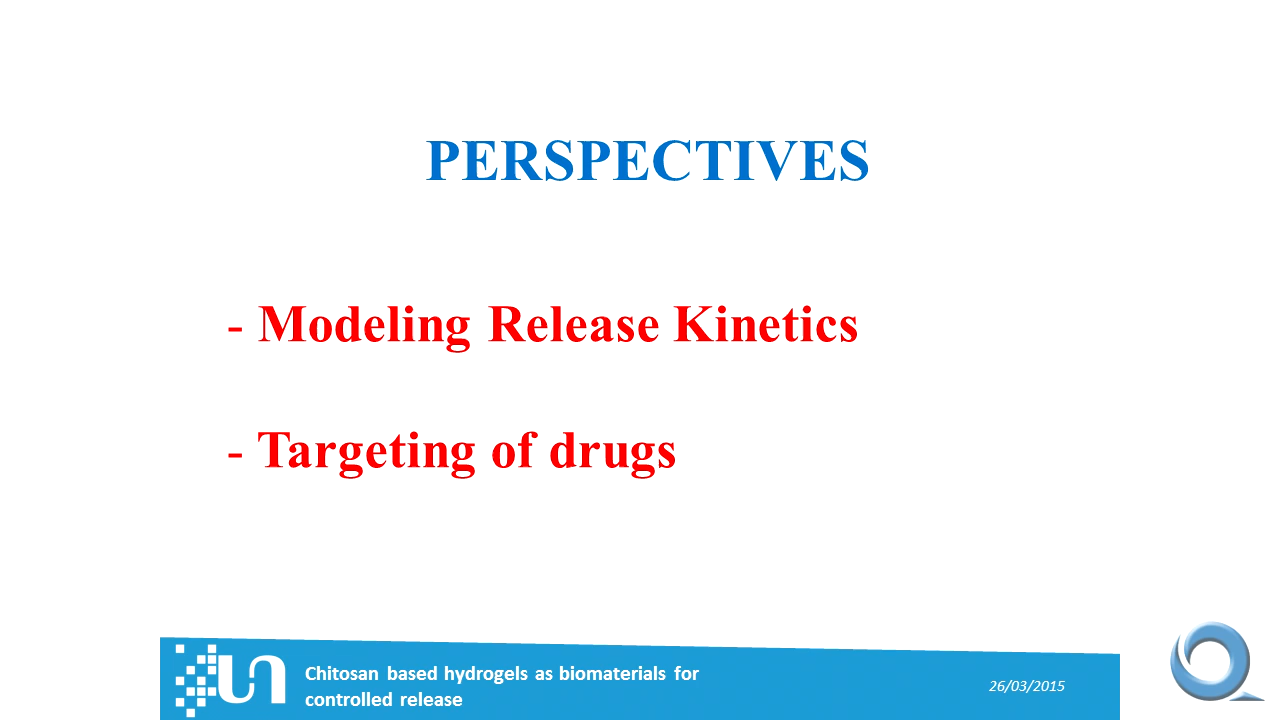 PERSPECTIVES
- Modeling Release Kinetics
- Targeting of drugs
Chitosan based hydrogels as biomaterials for
controlled release
26/03/2015